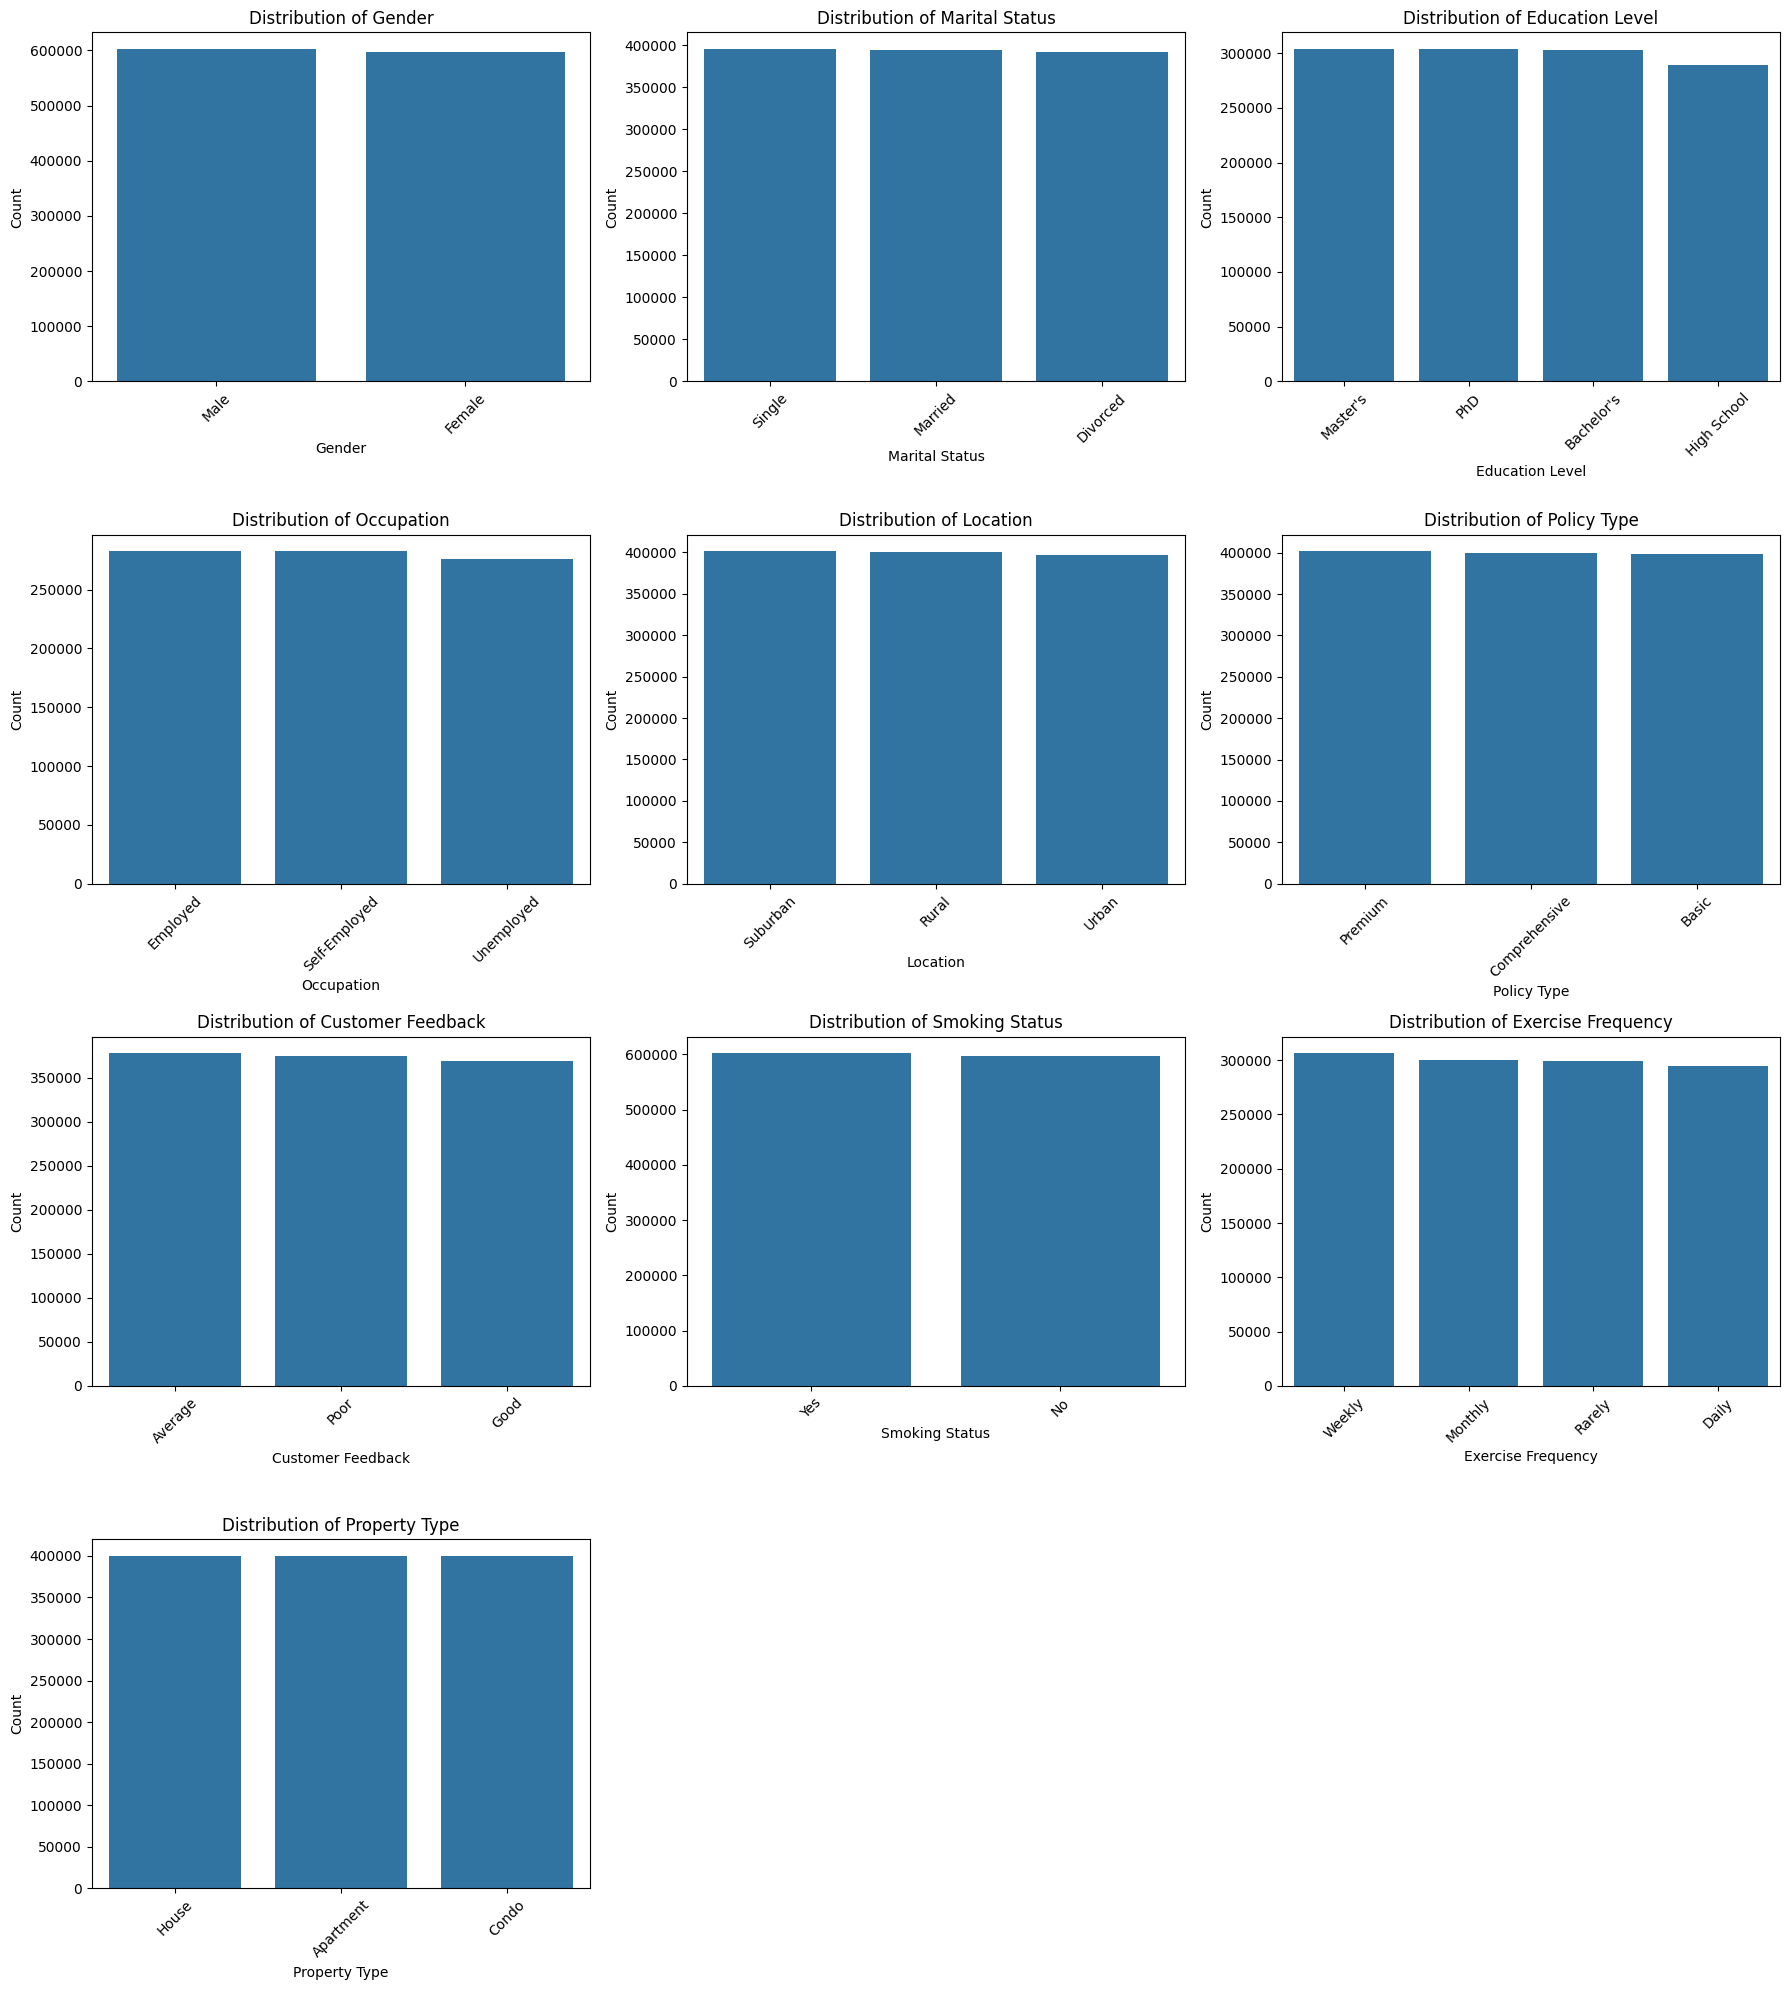 Distribution of Gender
600000
500000
400000
300000
200000
100000
0
Count
Male
Female
Gender
Distribution of Marital Status
400000
350000
300000
250000
200000
150000
100000
50000
0
Count
Single
Married
Divorced
Marital Status
Distribution of Education Level
300000
250000
200000
150000
100000
50000
0
Count
Master's
PhD
Bachelor's
High School
Education Level
Distribution of Occupation
250000
200000
150000
100000
50000
0
Count
Employed
Self-Employed
Unemployed
Occupation
Distribution of Location
400000
350000
300000
250000
200000
150000
100000
50000
0
Count
Suburban
Rural
Urban
Location
Distribution of Policy Type
400000
350000
300000
250000
200000
150000
100000
50000
0
Count
Premium
Comprehensive
Basic
Policy Type
Distribution of Customer Feedback
350000
300000
250000
200000
150000
100000
50000
0
Count
Average
Poor
Good
Customer Feedback
Distribution of Smoking Status
600000
500000
400000
300000
200000
100000
0
Count
Yes
No
Smoking Status
Distribution of Exercise Frequency
300000
250000
200000
150000
100000
50000
0
Count
Weekly
Monthly
Rarely
Daily
Exercise Frequency
Distribution of Property Type
400000
350000
300000
250000
200000
150000
100000
50000
0
Count
House
Apartment
Condo
Property Type